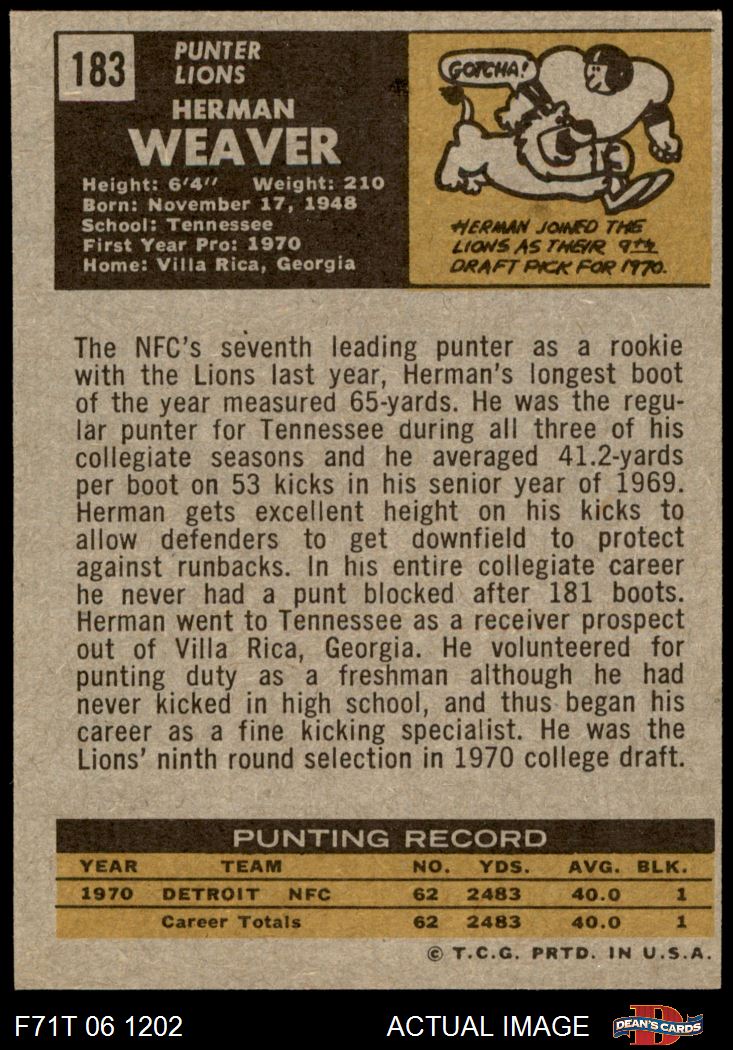 183
PUNTER
LIONS
HERMAN
WEAVER
Height: 6'4" Weight: 210
Born: November 17, 1948
School: Tennessee
First Year Pro: 1970
Home: Villa Rica, Georgia
GOTCHA!
HERMAN JOINED THE
LIONS AS THEIR 9TH
DRAFT PICK FOR 1970.
The NFC's seventh leading punter as a rookie
with the Lions last year, Herman's longest boot
of the year measured 65-yards. He was the regu-
lar punter for Tennessee during all three of his
collegiate seasons and he averaged 41.2-yards
per boot on 53 kicks in his senior year of 1969.
Herman gets excellent height on his kicks to
allow defenders to get downfield to protect
against runbacks. In his entire collegiate career
he never had a punt blocked after 181 boots.
Herman went to Tennessee as a receiver prospect
out of Villa Rica, Georgia. He volunteered for
punting duty as a freshman although he had
never kicked in high school, and thus began his
career as a fine kicking specialist. He was the
Lions' ninth round selection in 1970 college draft.
PUNTING RECORD
YEAR TEAM NO. YDS. AVG. BLK.
1970 DETROIT NFC 62 2483 40.0 1
Career Totals 62 2483 40.0 1
© T.C.G. PRTD. IN U.S.A.
F71T 06 1202 ACTUAL IMAGE D DEAN'S CARDS